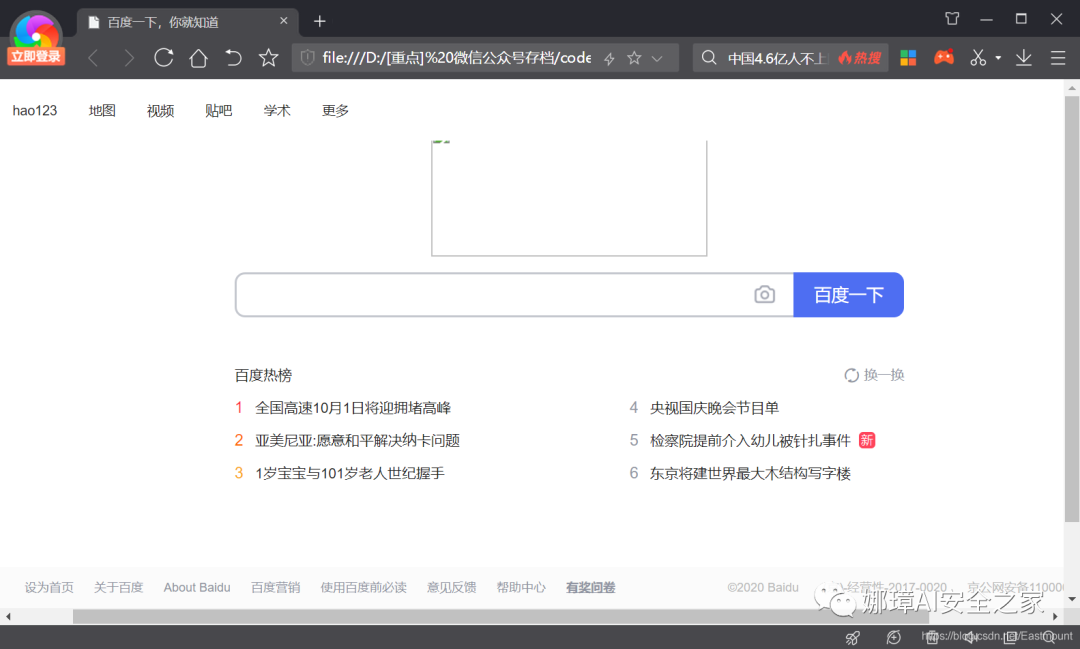 百度一下，你就知道
立即登录
file:///D:/[重点]%20微信公众号存档/code
中国4.6亿人不上
热搜
hao123 地图 视频 贴吧 学术 更多
百度一下
百度热榜
换一换
1 全国高速10月1日将迎拥堵高峰
2 亚美尼亚:愿意和平解决纳卡问题
3 1岁宝宝与101岁老人世纪握手
4 央视国庆晚会节目单
5 检察院提前介入幼儿被针扎事件 新
6 东京将建世界最大木结构写字楼
设为首页 关于百度 About Baidu 百度营销 使用百度前必读 意见反馈 帮助中心 有奖问卷 ©2020 Baidu 经营性-2017-0020 京公网安备11000
娜璋AI安全之家
https://blog.csdn.net/Eastmount